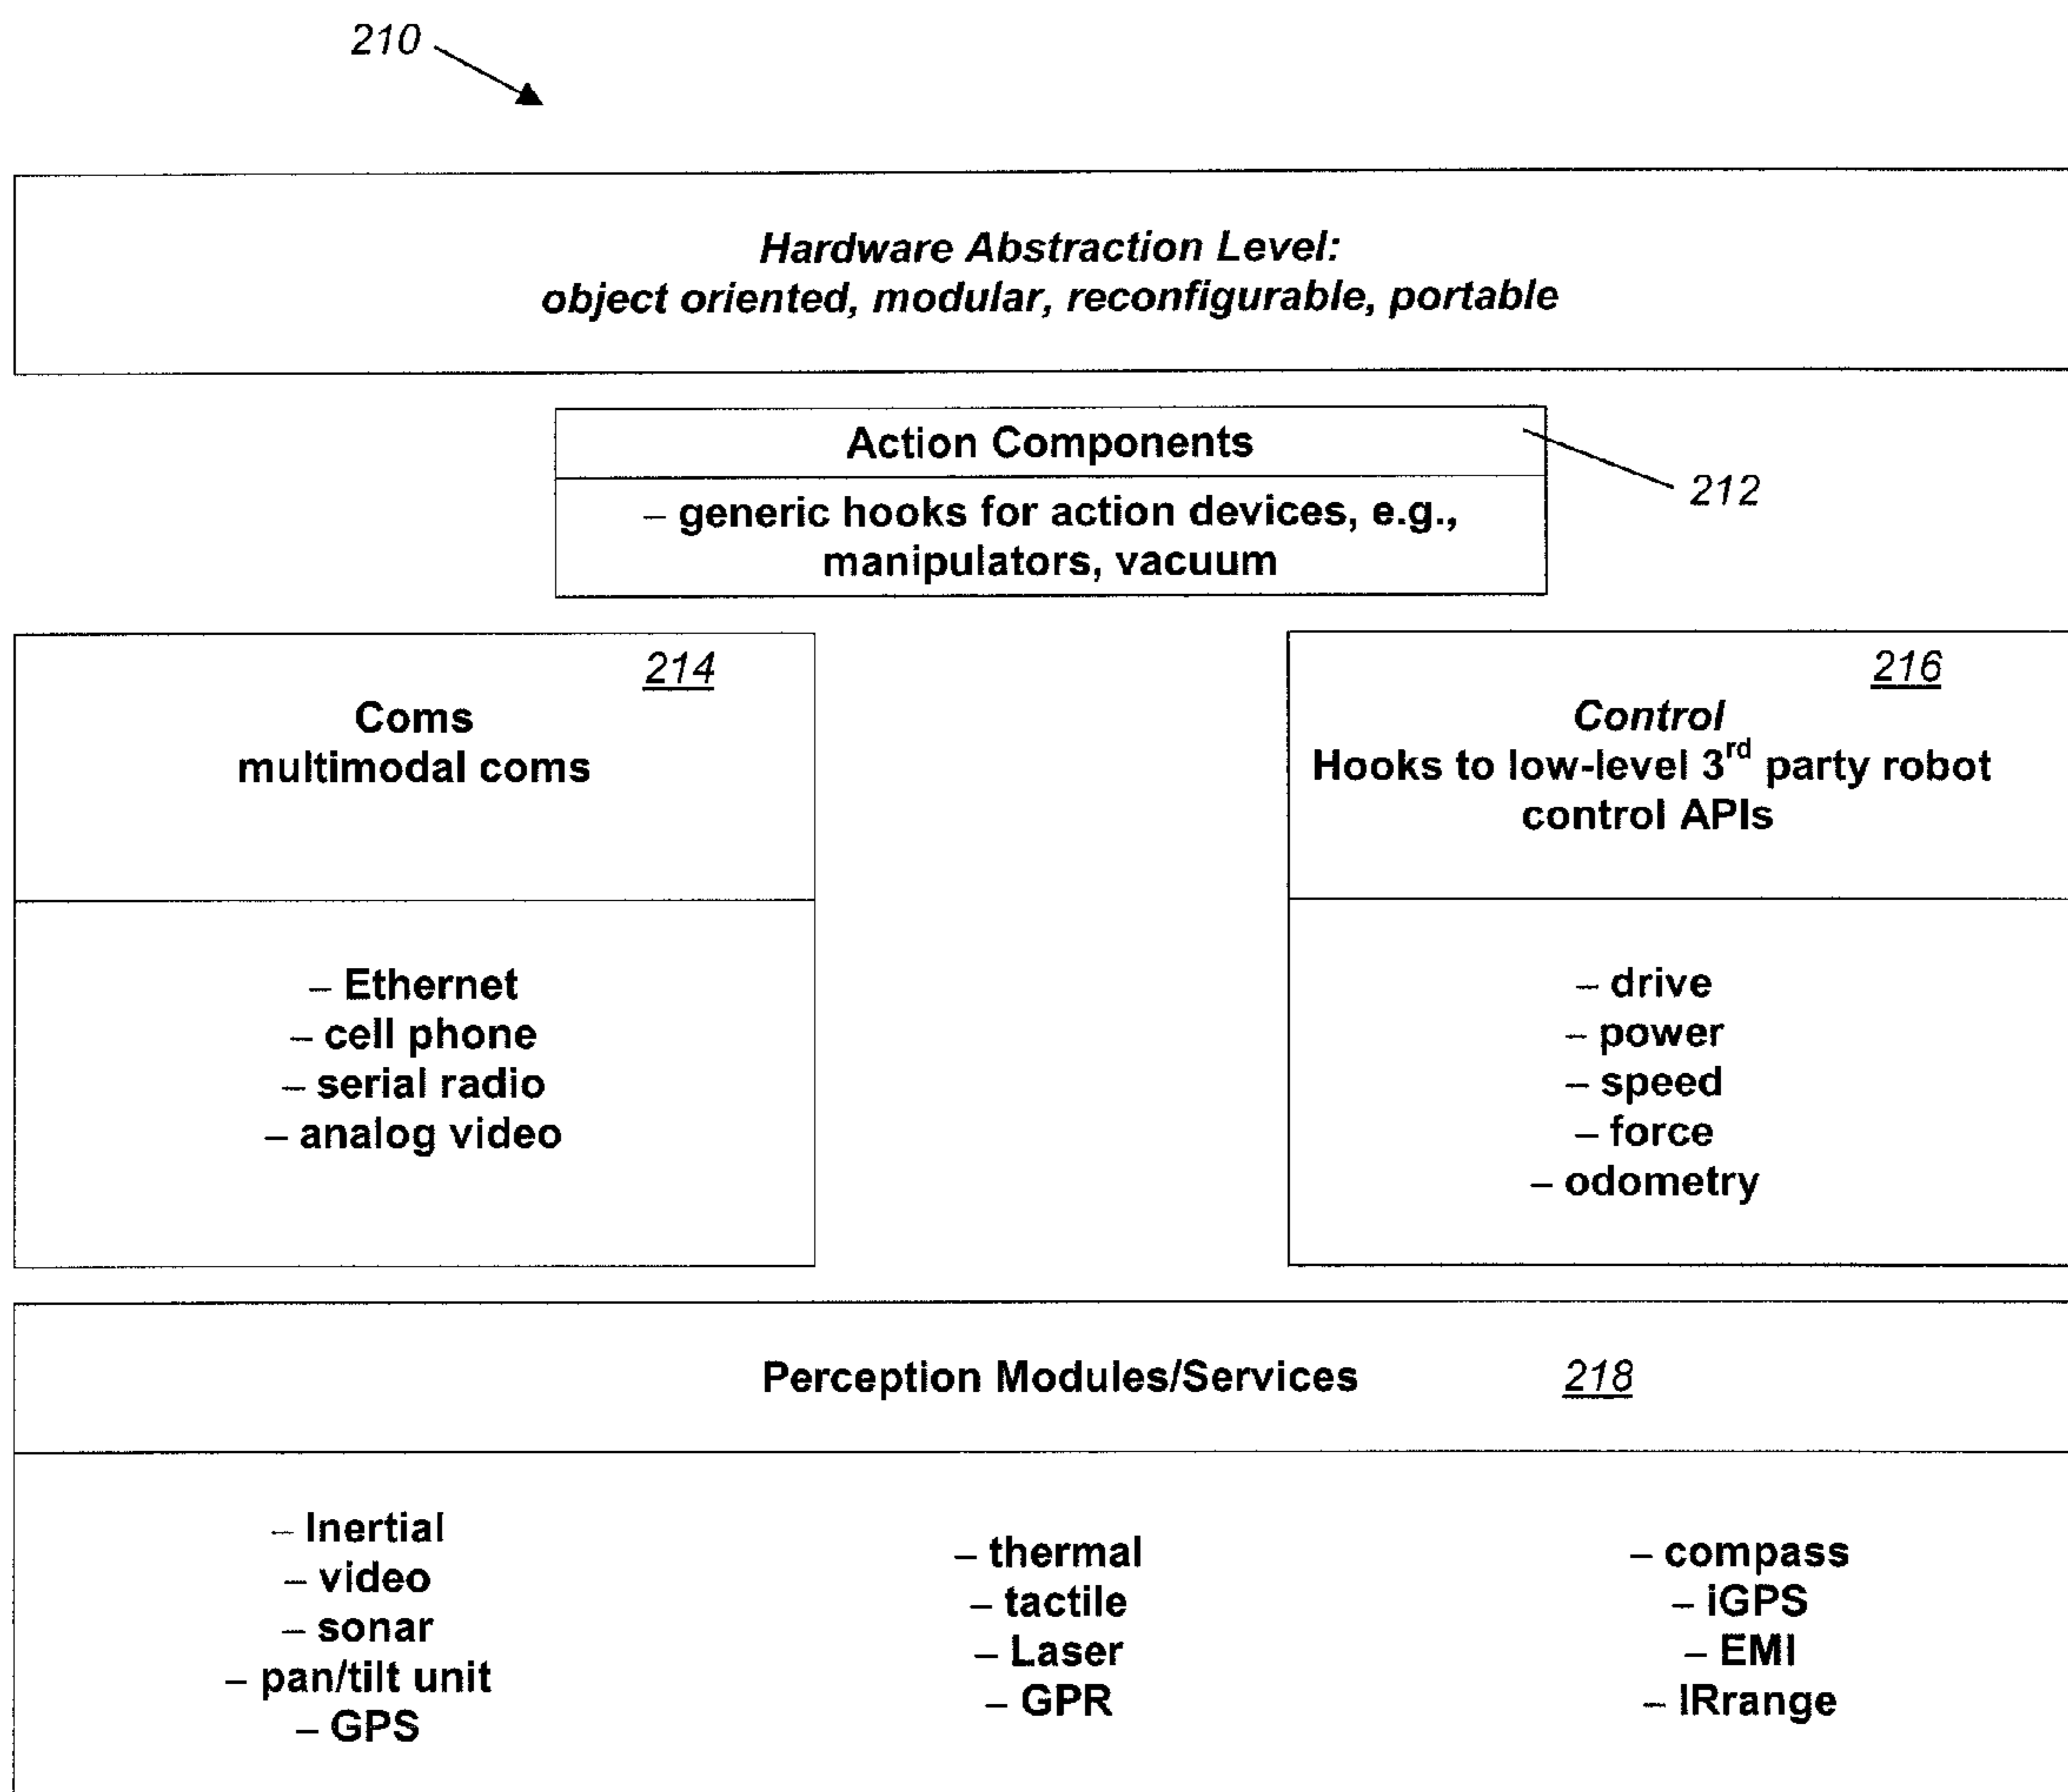 210
Hardware Abstraction Level:
object oriented, modular, reconfigurable, portable
Action Components
– generic hooks for action devices, e.g.,
manipulators, vacuum
212
214
Coms
multimodal coms
– Ethernet
– cell phone
– serial radio
– analog video
216
Control
Hooks to low-level 3rd party robot
control APIs
– drive
– power
– speed
– force
– odometry
Perception Modules/Services 218
– Inertial
– video
– sonar
– pan/tilt unit
– GPS
– thermal
– tactile
– Laser
– GPR
– compass
– iGPS
– EMI
– IRrange